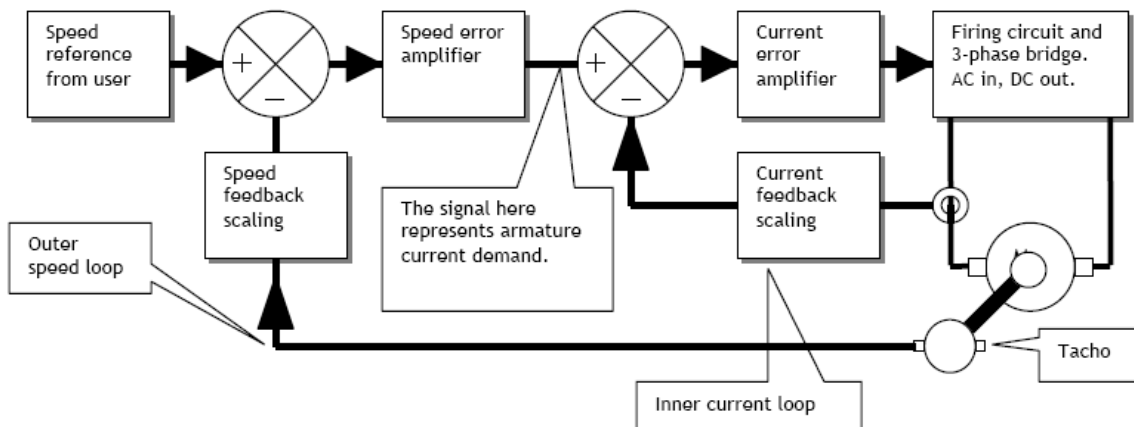 Speed
reference
from user
+
–
Speed error
amplifier
+
–
Current
error
amplifier
Firing circuit and
3-phase bridge.
AC in, DC out.
Speed
feedback
scaling
The signal here
represents armature
current demand.
Current
feedback
scaling
Outer
speed loop
Inner current loop
Tacho